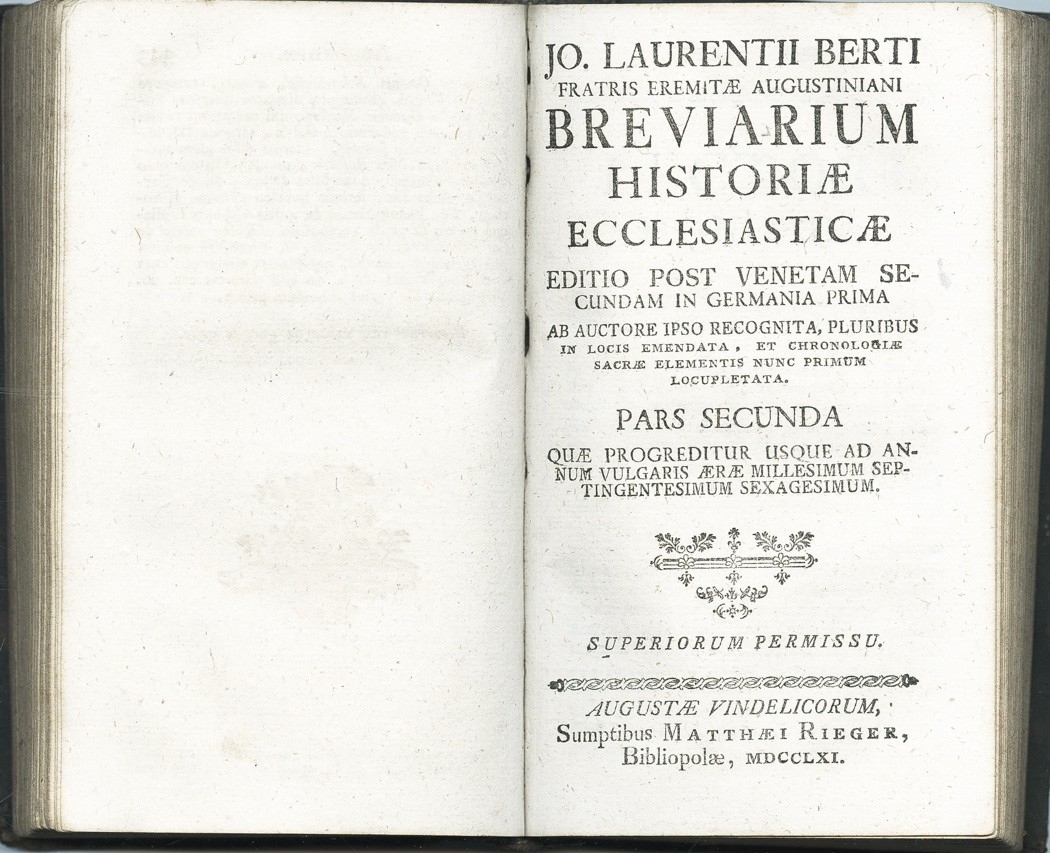 JO. LAURENTII BERTI
FRATRIS EREMITÆ AUGUSTINIANI
BREVIARIUM
HISTORIÆ
ECCLESIASTICÆ
EDITIO POST VENETAM SE-
CUNDAM IN GERMANIA PRIMA
AB AUCTORE IPSO RECOGNITA, PLURIBUS
IN LOCIS EMENDATA, ET CHRONOLOGIÆ
SACRÆ ELEMENTIS NUNC PRIMUM
LOCUPLETATA.
PARS SECUNDA
QUÆ PROGREDITUR USQUE AD AN-
NUM VULGARIS ÆRÆ MILLESIMUM SEP-
TINGENTESIMUM SEXAGESIMUM.
SUPERIORUM PERMISSU.
AUGUSTÆ VINDELICORUM,
Sumptibus MATTHÆI RIEGER,
Bibliopolæ, MDCCLXI.